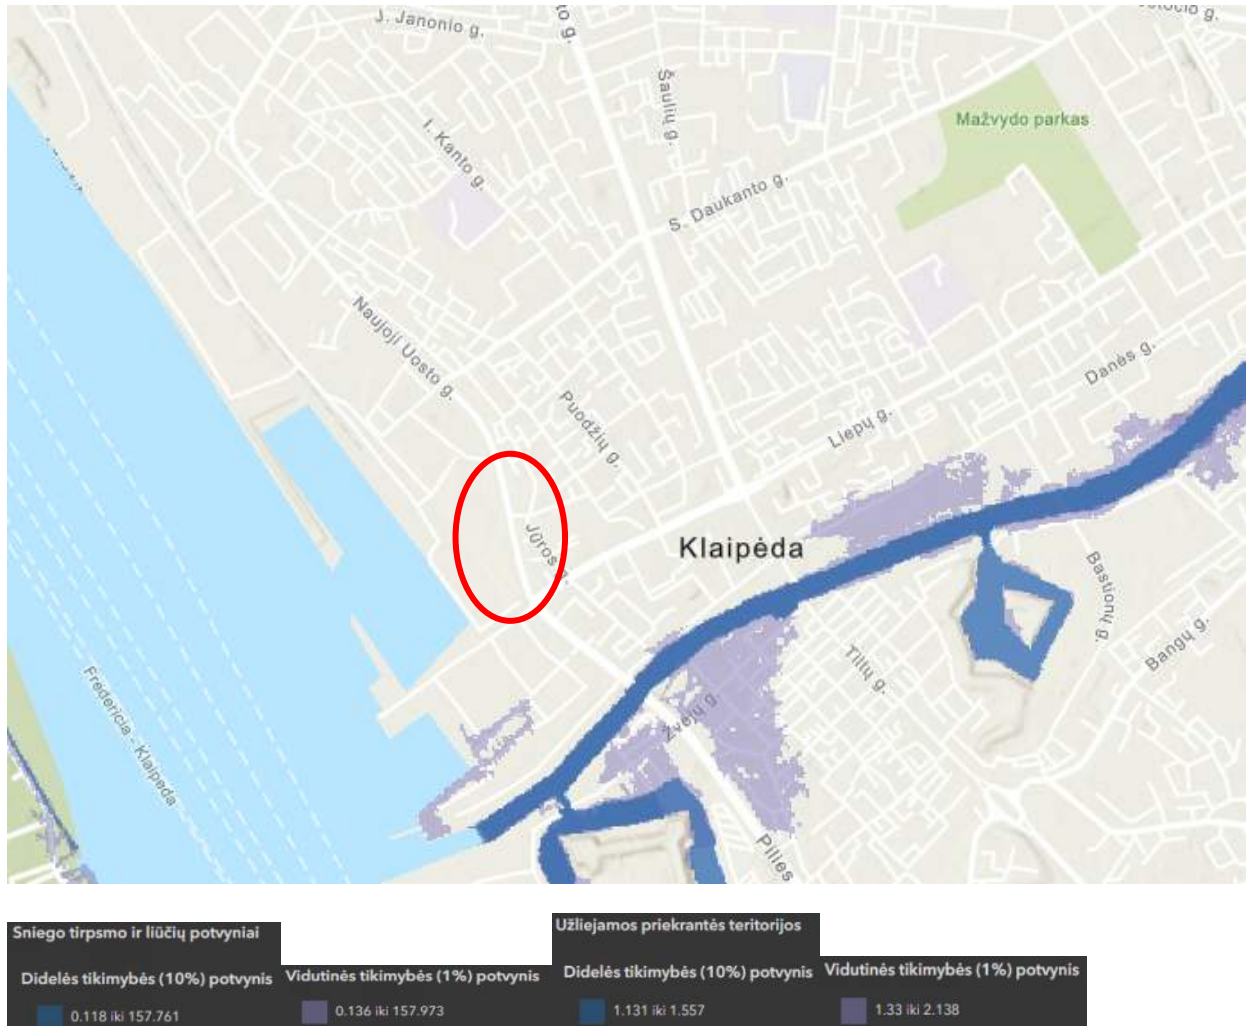 J. Janonio g.
Šaulių g.
Mažvydo parkas
I. Kanto g.
S. Daukanto g.
Naujoji Uosto g.
Danės g.
Puodžių g.
Liepų g.
Jūros g.
Klaipėda
Bastionų g.
Bangų g.
Tiltų g.
Žvejų g.
Fredericia - Klaipeda
Pilies
Sniego tirpsmo ir liūčių potvyniai
Didelės tikimybės (10%) potvynis
0.118 iki 157.761
Vidutinės tikimybės (1%) potvynis
0.136 iki 157.973
Užliejamos priekrantės teritorijos
Didelės tikimybės (10%) potvynis
1.131 iki 1.557
Vidutinės tikimybės (1%) potvynis
1.33 iki 2.138